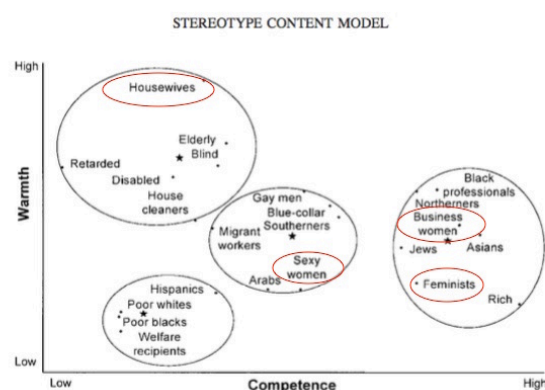 STEREOTYPE CONTENT MODEL
High
Housewives
Elderly
Blind
Retarded
Disabled
House
cleaners
Warmth
Gay men
Blue-collar
Southerners
Migrant
workers
Sexy
women
Arabs
Black
professionals
Northerners
Business
women
Jews
Asians
Feminists
Rich
Hispanics
Poor whites
Poor blacks
Welfare
recipients
Low
Low
Competence
High